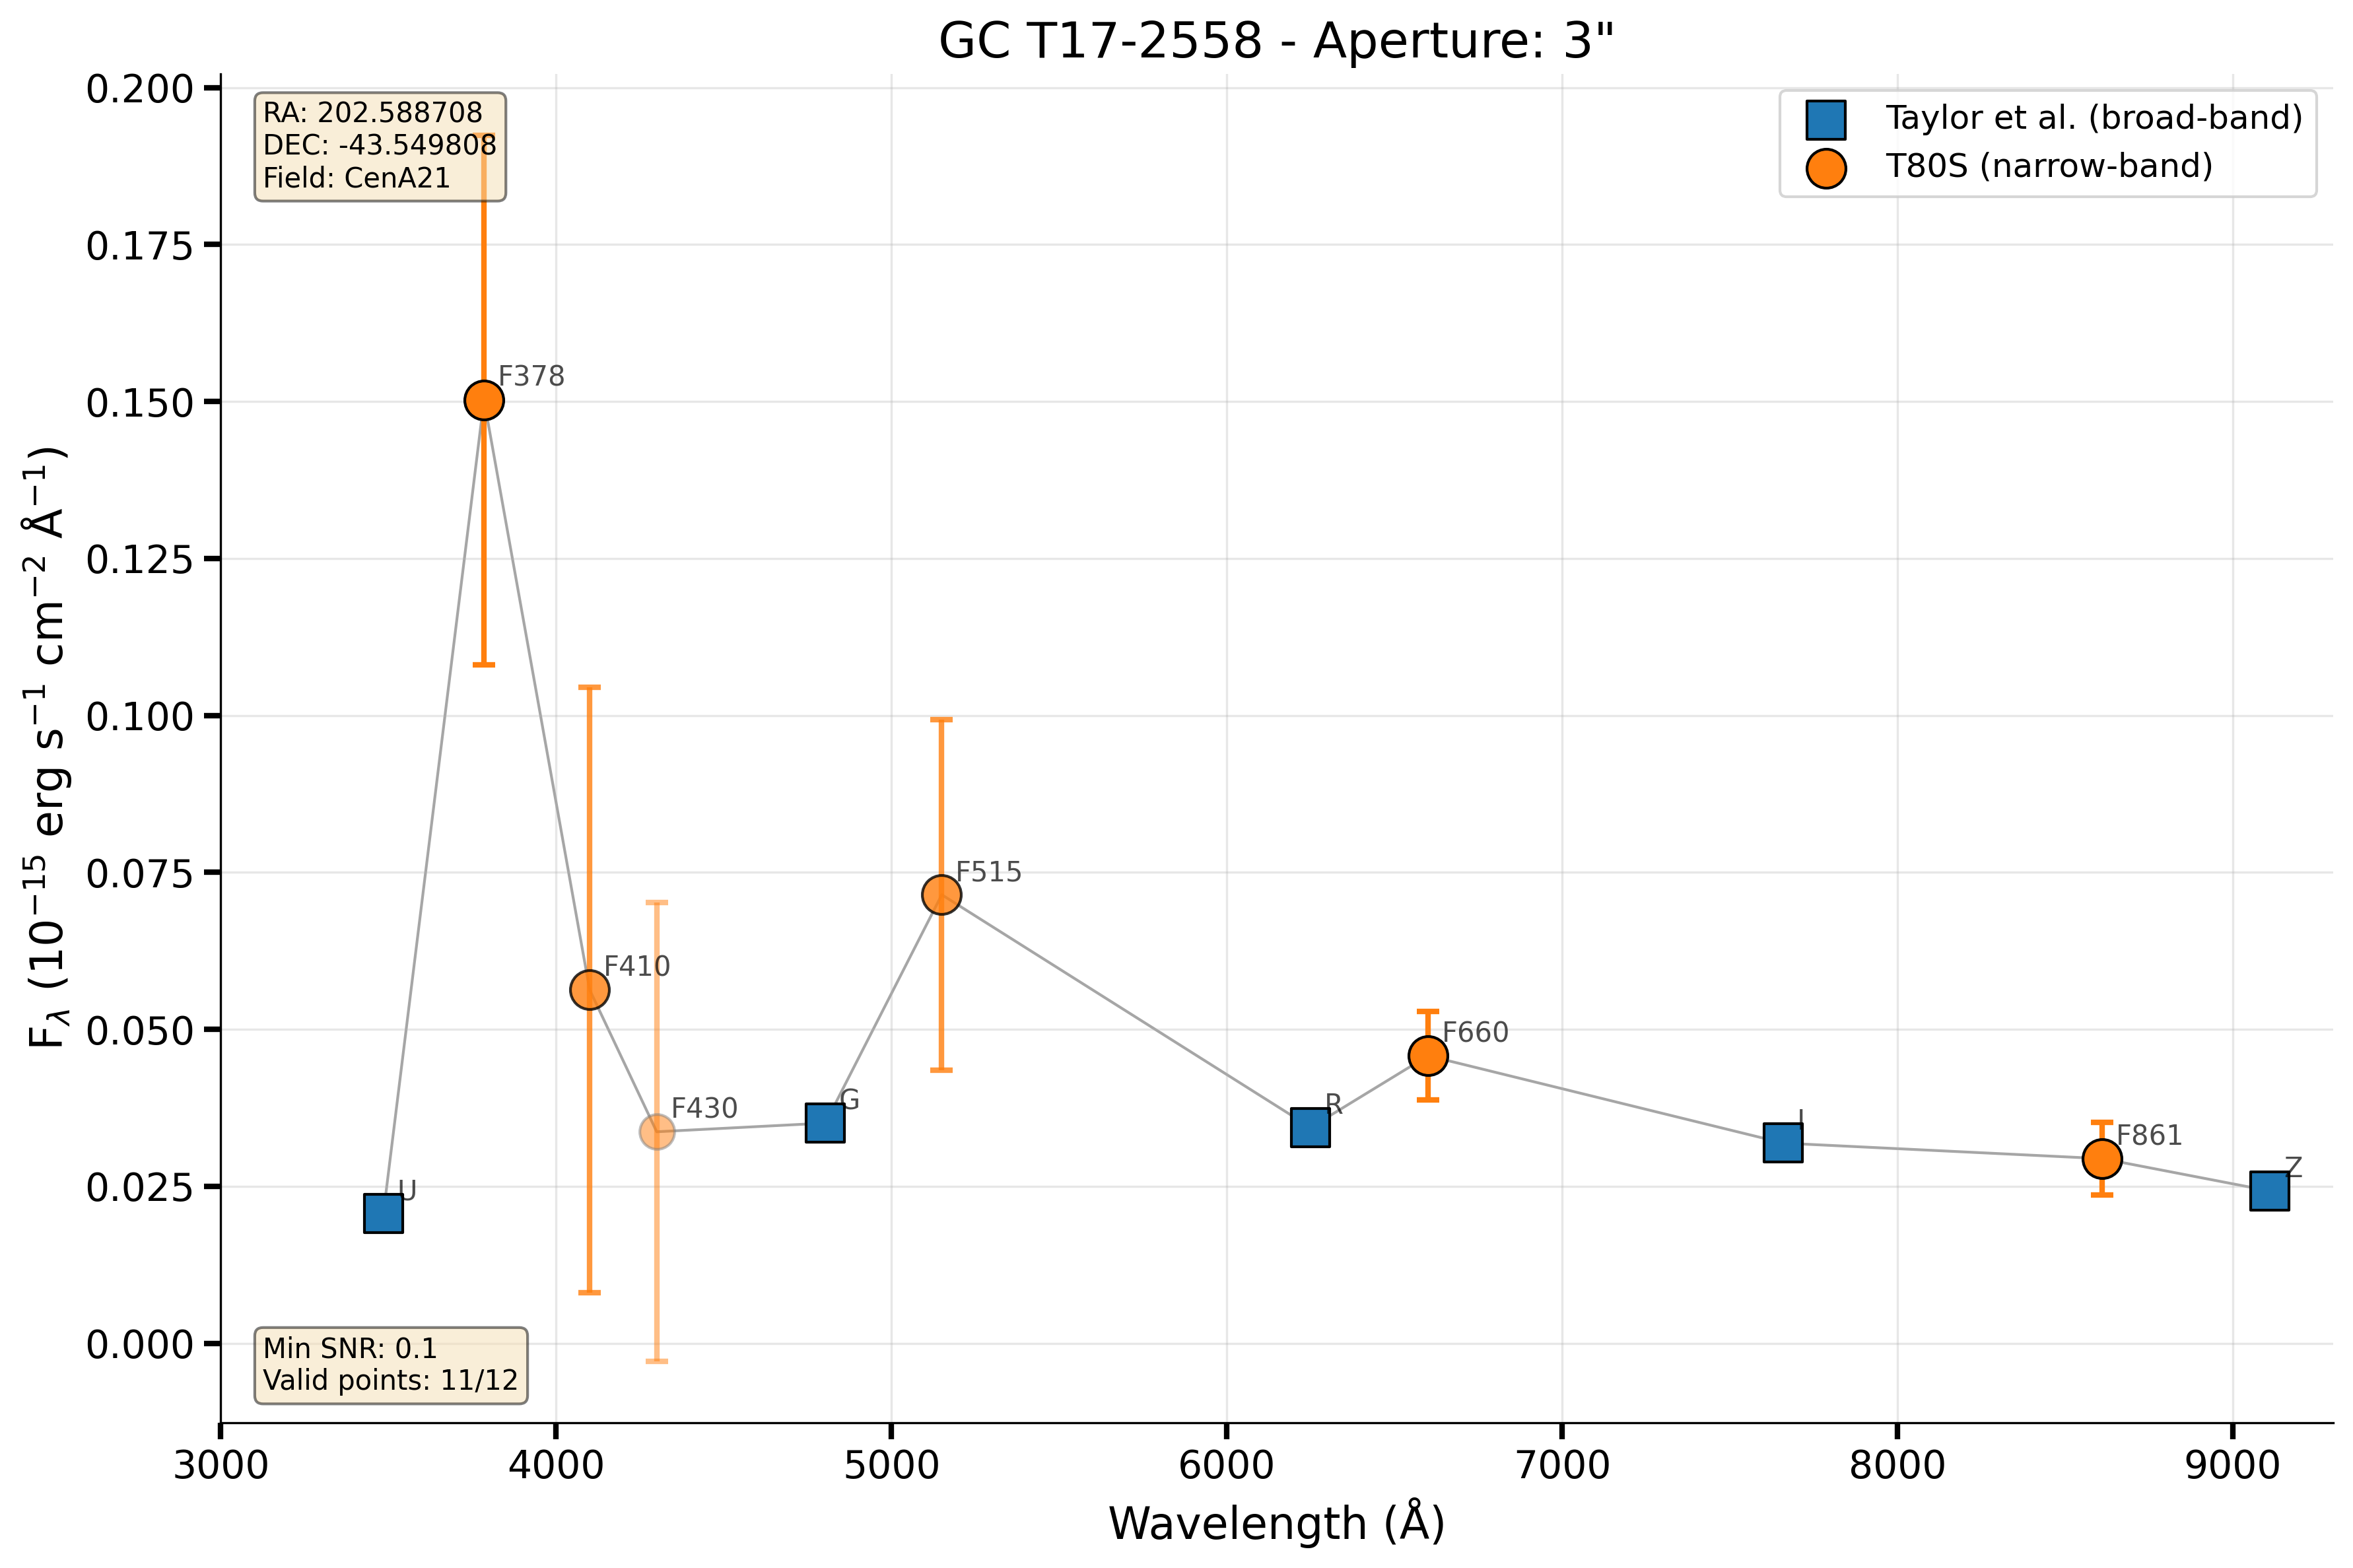 GC T17-2558 - Aperture: 3"
RA: 202.588708
DEC: -43.549808
Field: CenA21
Taylor et al. (broad-band)
T80S (narrow-band)
0.200
0.175
0.150
0.125
0.100
0.075
0.050
0.025
0.000
F$_{λ}$ (10$^{−15}$ erg s$^{−1}$ cm$^{−2}$ Å$^{−1}$)
U
F378
F410
F430
G
F515
R
F660
I
F861
Z
Min SNR: 0.1
Valid points: 11/12
3000 4000 5000 6000 7000 8000 9000
Wavelength (Å)